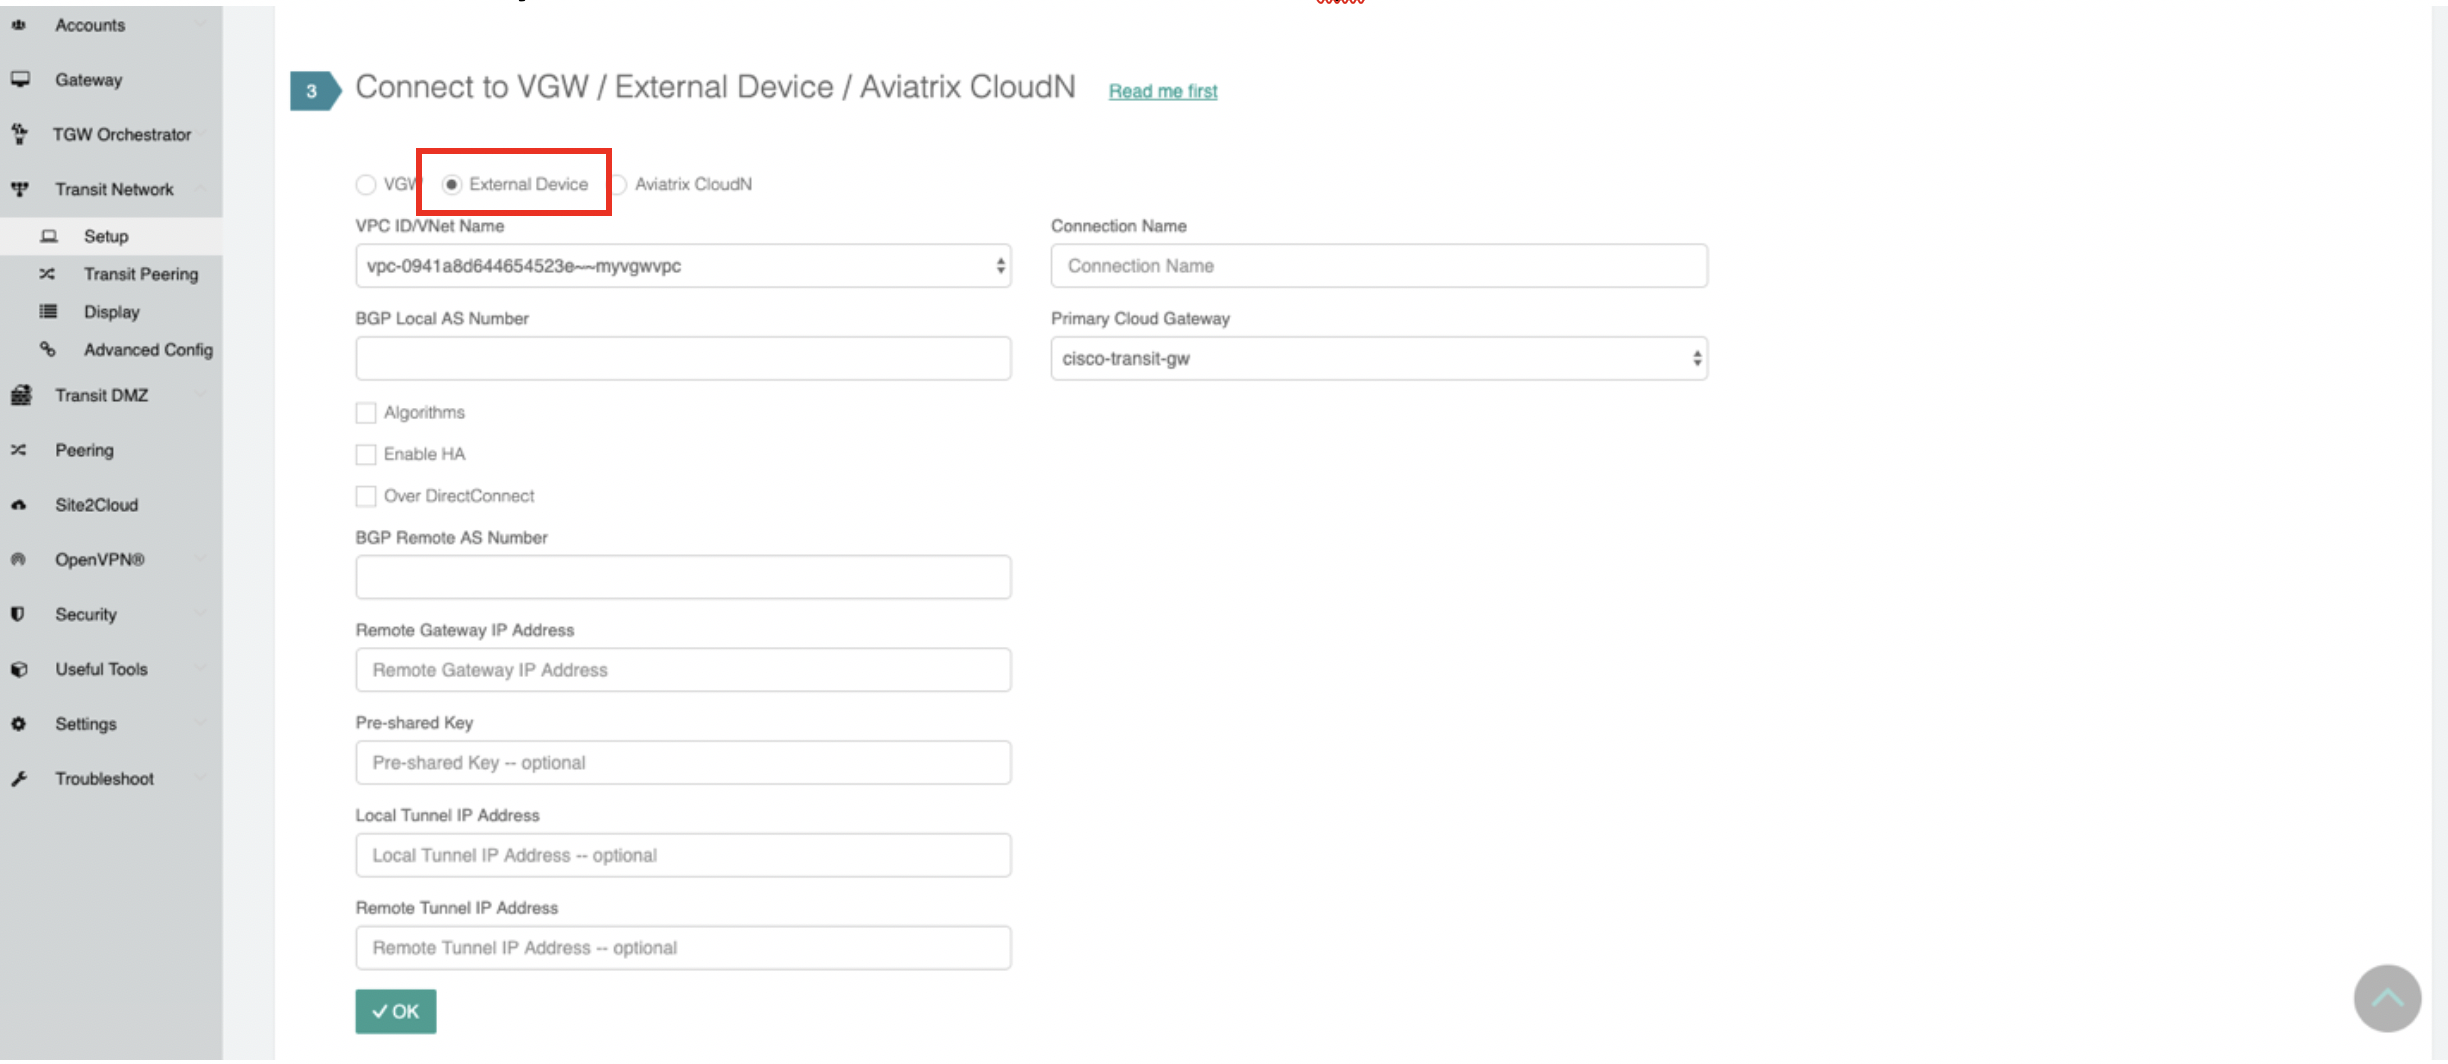 Accounts
Gateway
TGW Orchestrator
Transit Network
Setup
Transit Peering
Display
Advanced Config
Transit DMZ
Peering
Site2Cloud
OpenVPN®
Security
Useful Tools
Settings
Troubleshoot
3 Connect to VGW / External Device / Aviatrix CloudN Read me first
VGW External Device Aviatrix CloudN
VPC ID/VNet Name Connection Name
vpc-0941a8d644654523e~~myvgwvpc Connection Name
BGP Local AS Number Primary Cloud Gateway
cisco-transit-gw
Algorithms
Enable HA
Over DirectConnect
BGP Remote AS Number
Remote Gateway IP Address
Remote Gateway IP Address
Pre-shared Key
Pre-shared Key -- optional
Local Tunnel IP Address
Local Tunnel IP Address -- optional
Remote Tunnel IP Address
Remote Tunnel IP Address -- optional
OK